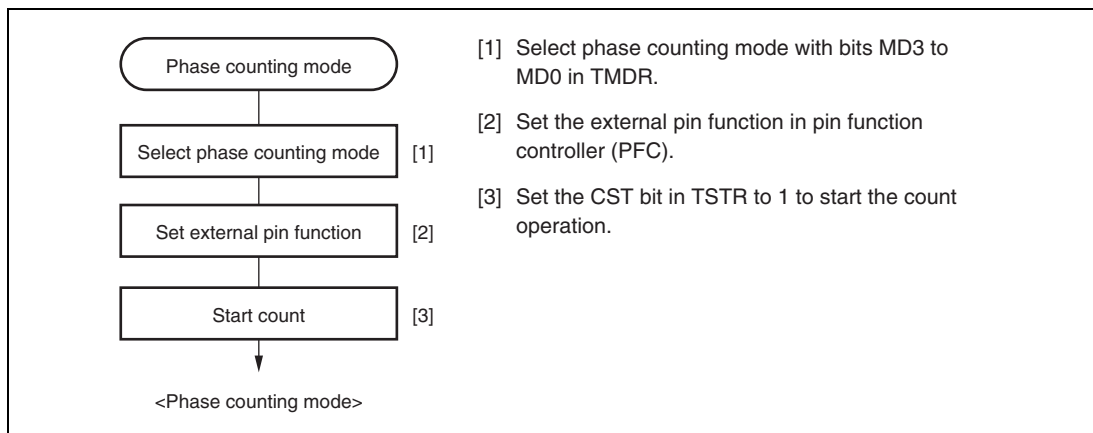 Phase counting mode
Select phase counting mode [1]
Set external pin function [2]
Start count [3]
<Phase counting mode>
[1] Select phase counting mode with bits MD3 to
MD0 in TMDR.
[2] Set the external pin function in pin function
controller (PFC).
[3] Set the CST bit in TSTR to 1 to start the count
operation.